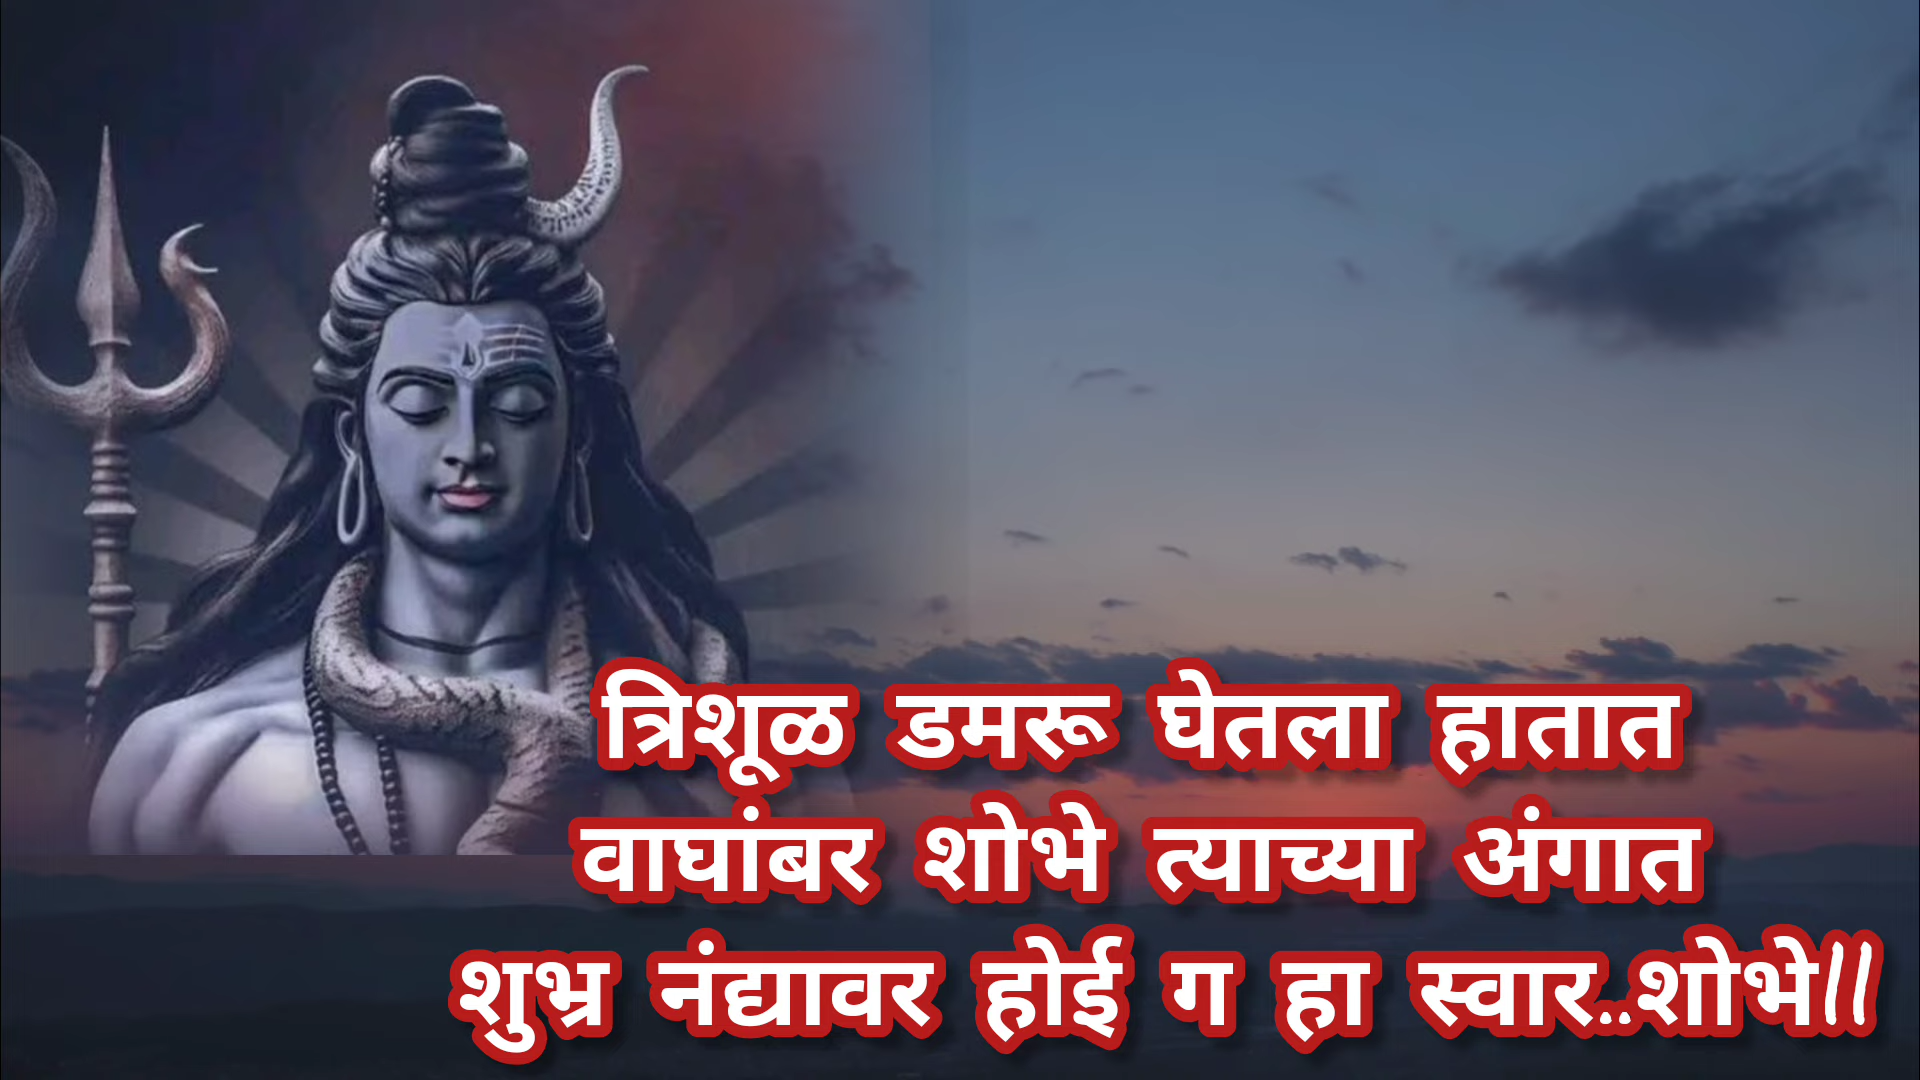 त्रिशूळ डमरू घेतला हातात
वाघांबर शोभे त्याच्या अंगात
शुभ्र नंद्यावर होई ग हा स्वार..शोभे||